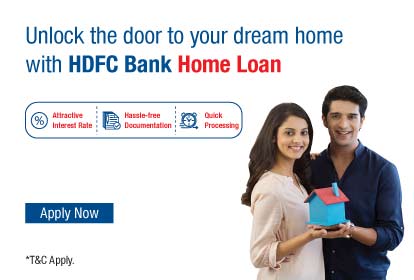 Unlock the door to your dream home
with HDFC Bank Home Loan
Attractive
Interest Rate
Hassle-free
Documentation
Quick
Processing
Apply Now
*T&C Apply.